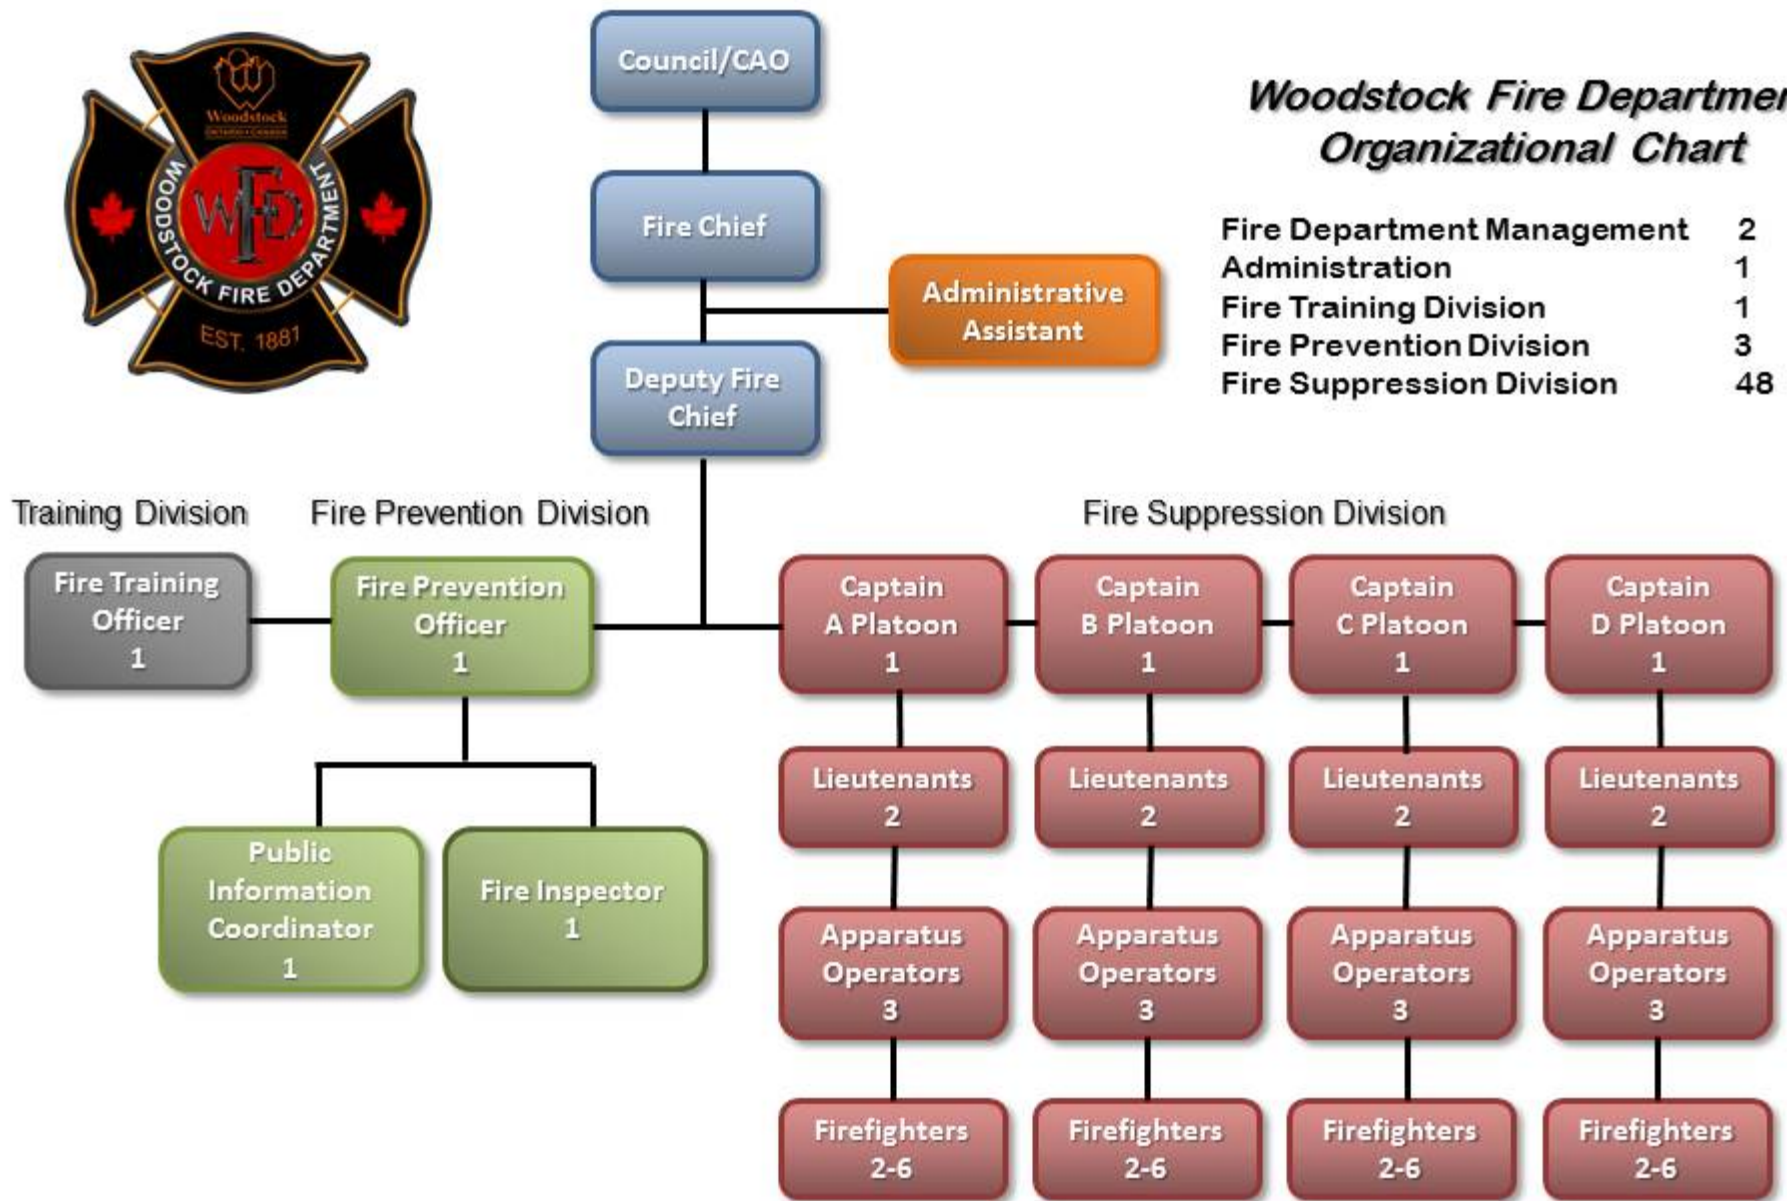 Woodstock
ONTARIO • CANADA
WOODSTOCK FIRE DEPARTMENT
WFD
EST. 1881
Council/CAO
Fire Chief
Administrative
Assistant
Deputy Fire
Chief
Woodstock Fire Departmen
Organizational Chart
Fire Department Management 2
Administration 1
Fire Training Division 1
Fire Prevention Division 3
Fire Suppression Division 48
Training Division
Fire Training
Officer
1
Fire Prevention Division
Fire Prevention
Officer
1
Public
Information
Coordinator
1
Fire Inspector
1
Fire Suppression Division
Captain
A Platoon
1
Lieutenants
2
Apparatus
Operators
3
Firefighters
2-6
Captain
B Platoon
1
Lieutenants
2
Apparatus
Operators
3
Firefighters
2-6
Captain
C Platoon
1
Lieutenants
2
Apparatus
Operators
3
Firefighters
2-6
Captain
D Platoon
1
Lieutenants
2
Apparatus
Operators
3
Firefighters
2-6